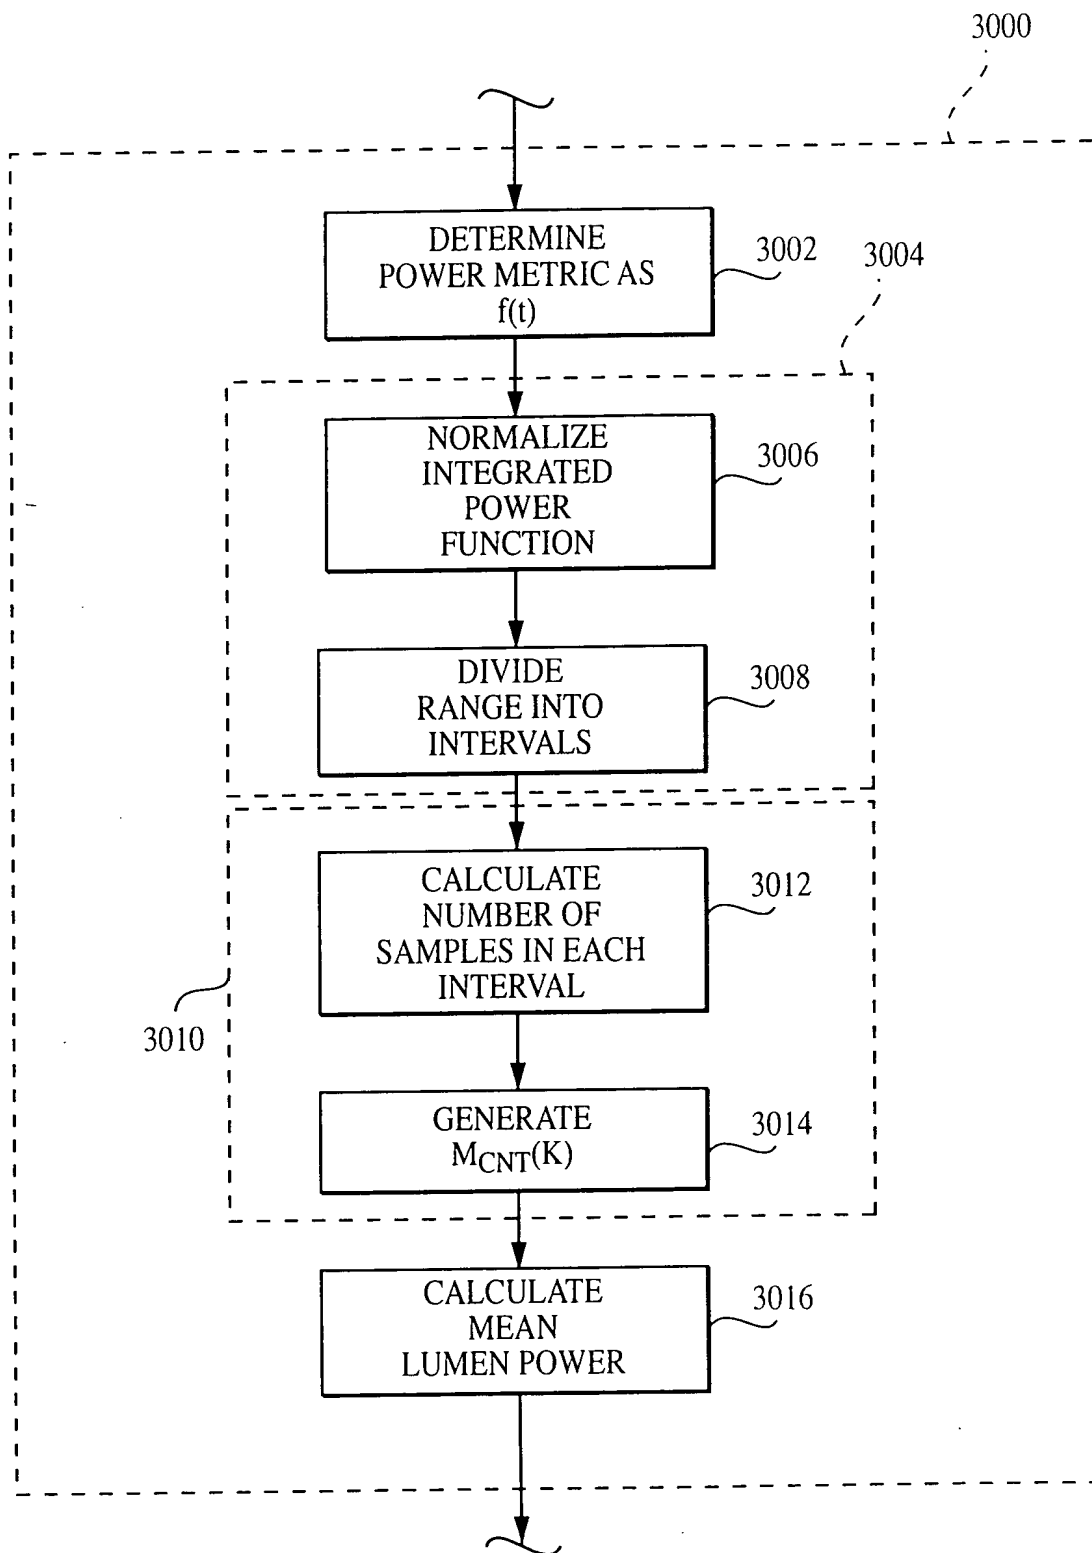 3000
DETERMINE
POWER METRIC AS
f(t)
3002
3004
NORMALIZE
INTEGRATED
POWER
FUNCTION
3006
DIVIDE
RANGE INTO
INTERVALS
3008
CALCULATE
NUMBER OF
SAMPLES IN EACH
INTERVAL
3012
3010
GENERATE
MCNT(K)
3014
CALCULATE
MEAN
LUMEN POWER
3016